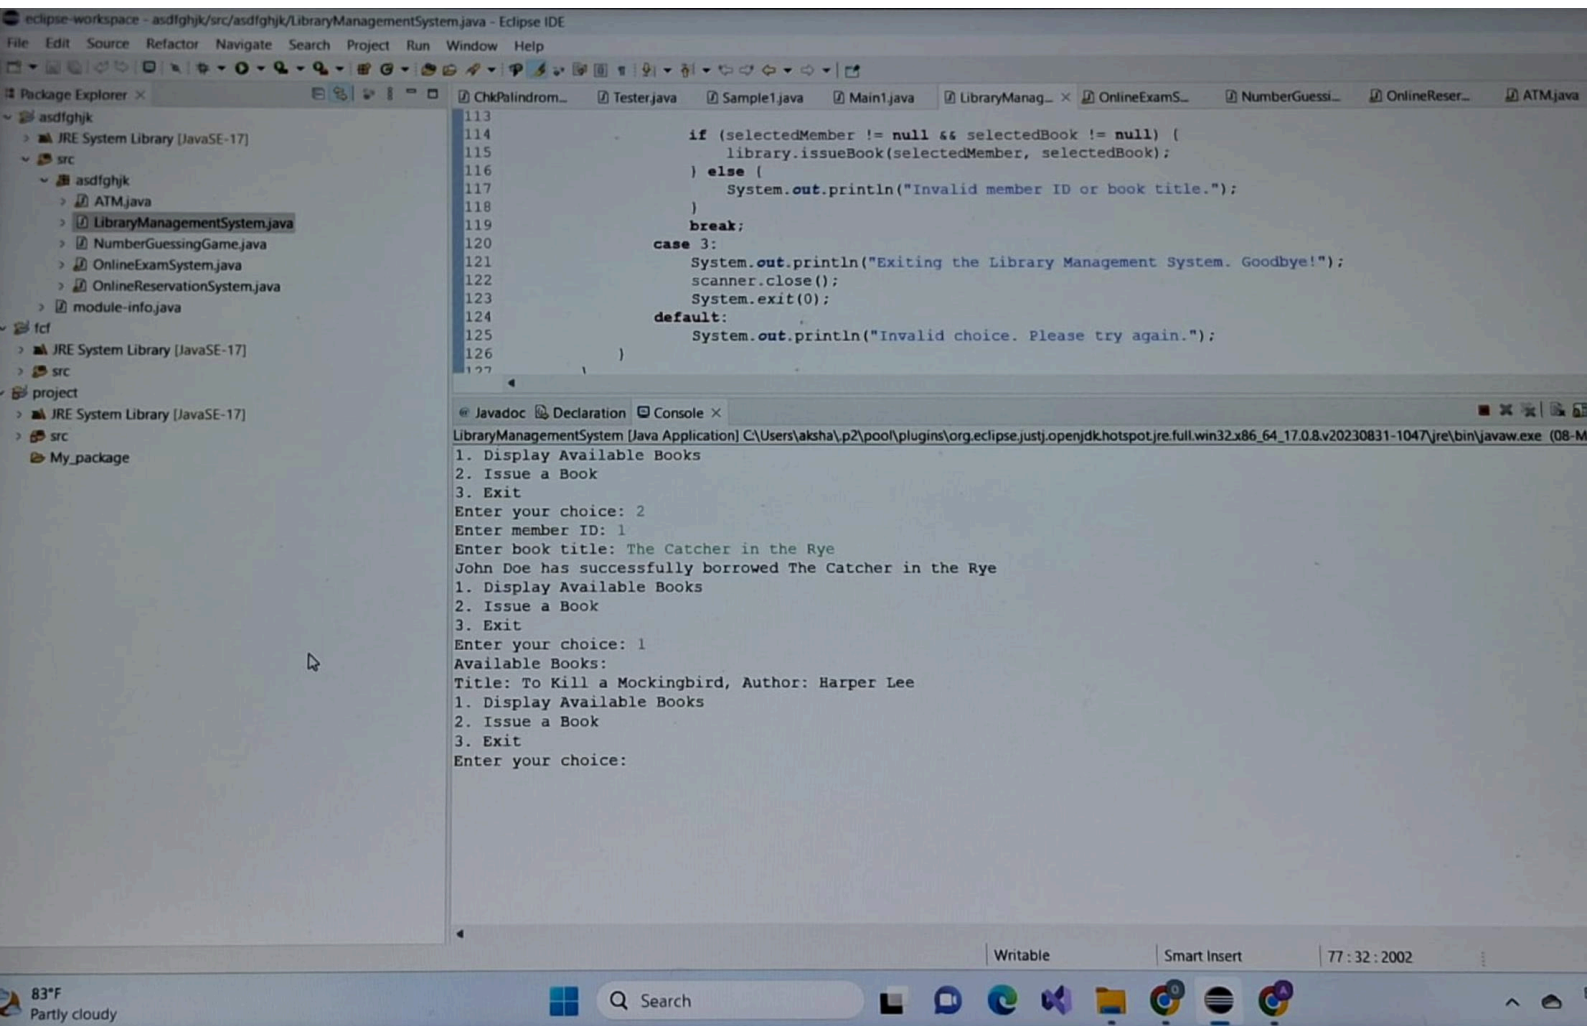 eclipse-workspace - asdfghjk/src/asdfghjk/LibraryManagementSystem.java - Eclipse IDE
File Edit Source Refactor Navigate Search Project Run Window Help
Package Explorer
asdfghjk
JRE System Library [JavaSE-17]
src
asdfghjk
ATM.java
LibraryManagementSystem.java
NumberGuessingGame.java
OnlineExamSystem.java
OnlineReservationSystem.java
module-info.java
fcf
JRE System Library [JavaSE-17]
src
project
JRE System Library [JavaSE-17]
src
My_package
ChkPalindrom... Tester.java Sample1.java Main1.java LibraryManag... OnlineExamS... NumberGuessi... OnlineReser... ATM.java
113
114 if (selectedMember != null && selectedBook != null) {
115 library.issueBook(selectedMember, selectedBook);
116 } else {
117 System.out.println("Invalid member ID or book title.");
118 }
119 break;
120 case 3:
121 System.out.println("Exiting the Library Management System. Goodbye!");
122 scanner.close();
123 System.exit(0);
124 default:
125 System.out.println("Invalid choice. Please try again.");
126 }
127 }
Javadoc Declaration Console
LibraryManagementSystem [Java Application] C:\Users\aksha\.p2\pool\plugins\org.eclipse.justj.openjdk.hotspot.jre.full.win32.x86_64_17.0.8.v20230831-1047\jre\bin\javaw.exe (08-M
1. Display Available Books
2. Issue a Book
3. Exit
Enter your choice: 2
Enter member ID: 1
Enter book title: The Catcher in the Rye
John Doe has successfully borrowed The Catcher in the Rye
1. Display Available Books
2. Issue a Book
3. Exit
Enter your choice: 1
Available Books:
Title: To Kill a Mockingbird, Author: Harper Lee
1. Display Available Books
2. Issue a Book
3. Exit
Enter your choice:
Writable Smart Insert 77 : 32 : 2002
83°F
Partly cloudy
Search